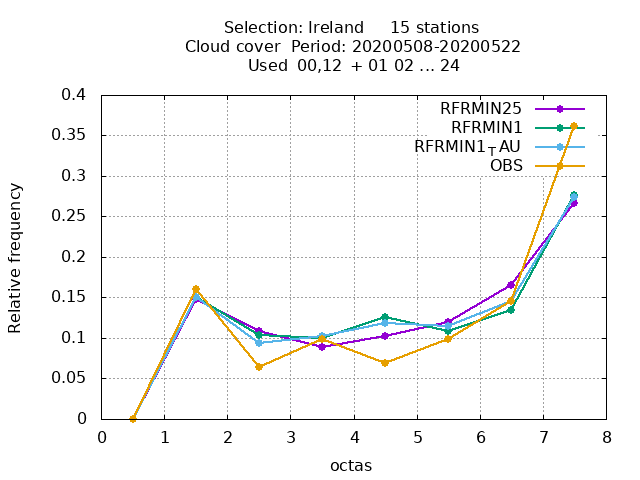 Selection: Ireland 15 stations
Cloud cover Period: 20200508-20200522
Used 00,12 + 01 02 ... 24
0.4
0.35
0.3
0.25
0.2
0.15
0.1
0.05
0
Relative frequency
RFRMIN25
RFRMIN1
RFRMIN1TAU
OBS
0 1 2 3 4 5 6 7 8
octas